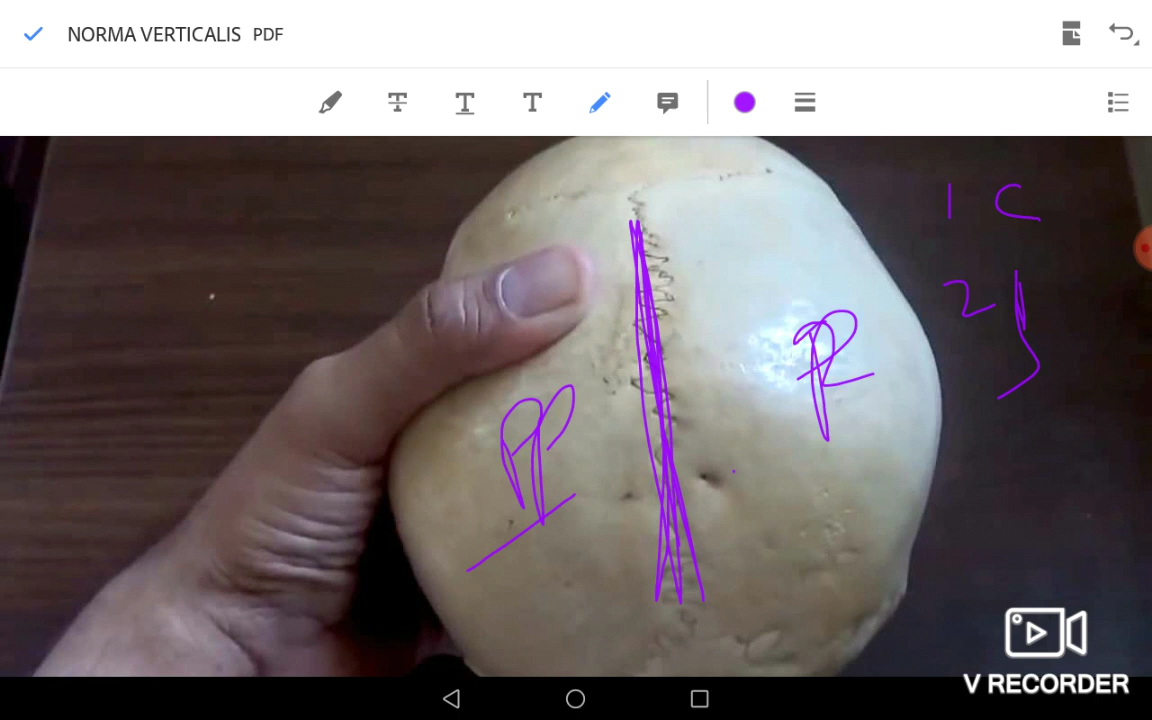 NORMA VERTICALIS PDF
1 C
2
P
P
V RECORDER